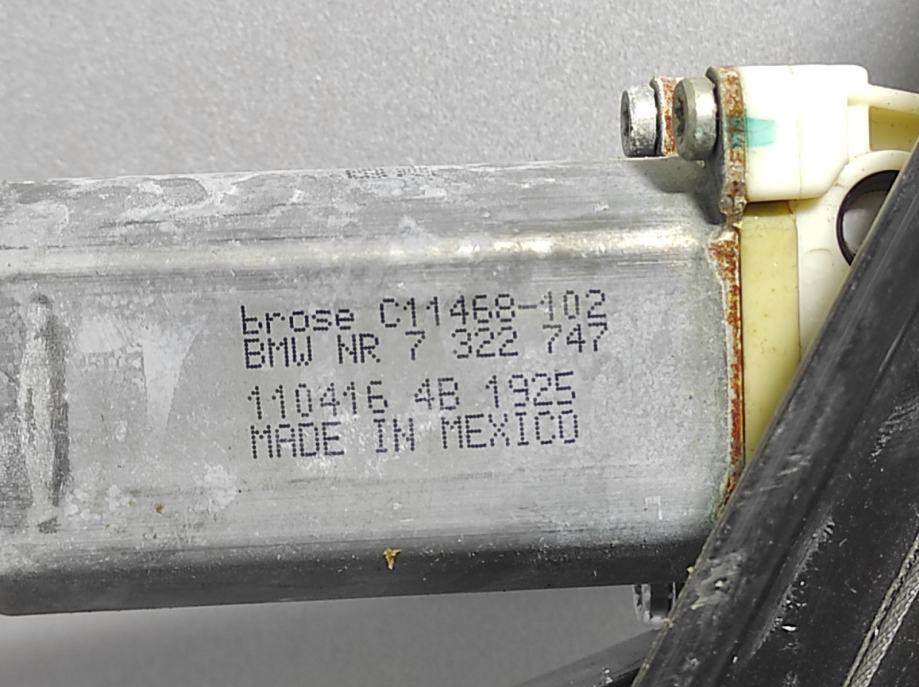 brose C11468-102
BMW NR 7 322 747
110416 4B 1925
MADE IN MEXICO